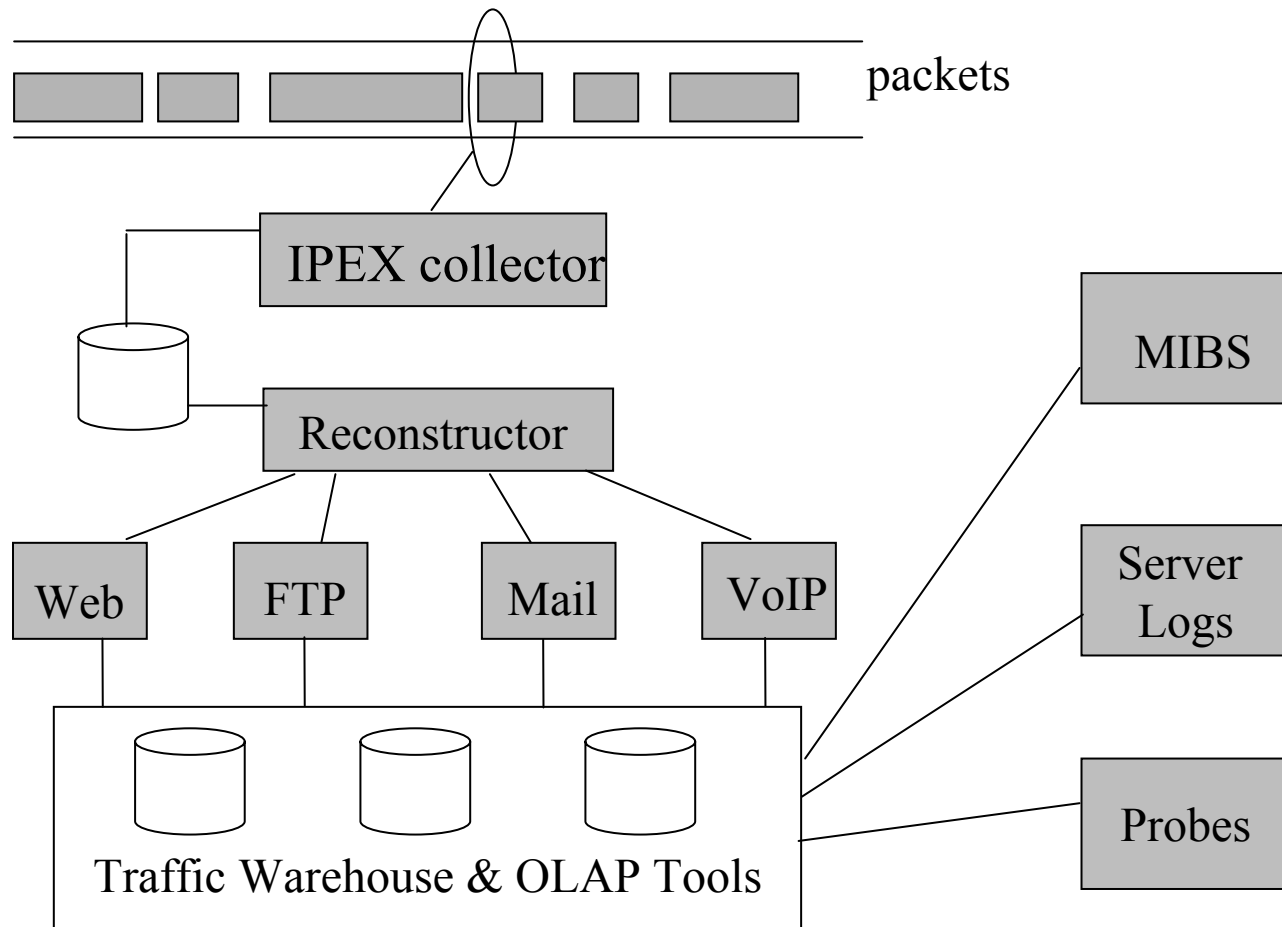 packets
IPEX collector
MIBS
Reconstructor
Web
FTP
Mail
VoIP
Server
Logs
Traffic Warehouse & OLAP Tools
Probes